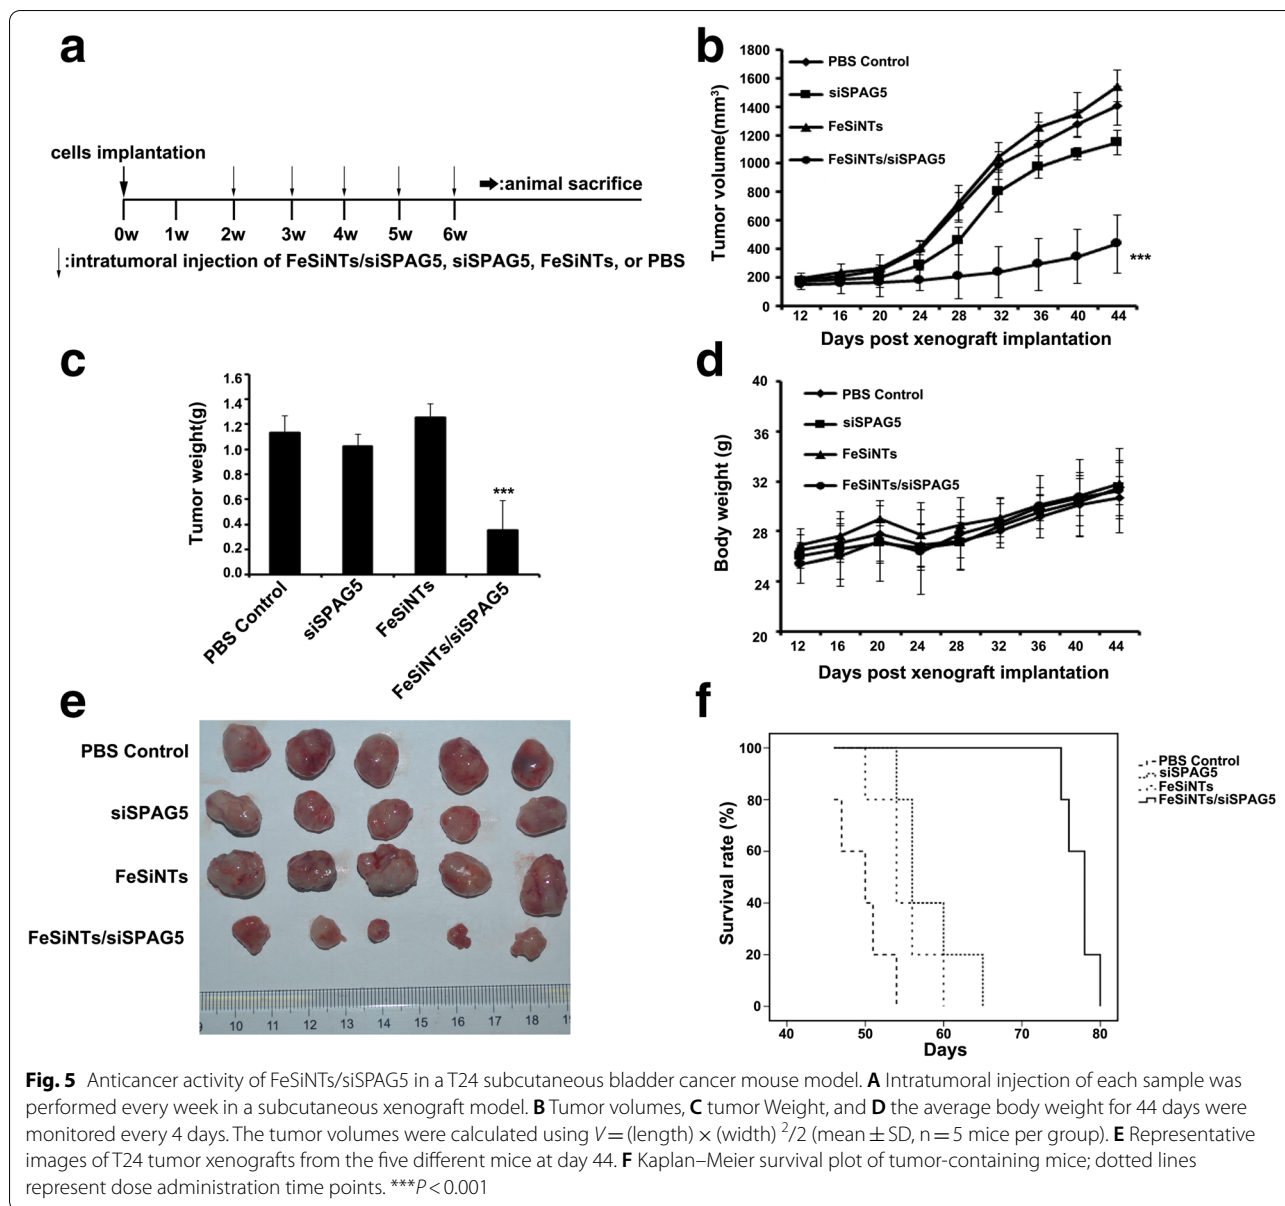 a
cells implantation
➡:animal sacrifice
0w 1w 2w 3w 4w 5w 6w
↓:intratumoral injection of FeSiNTs/siSPAG5, siSPAG5, FeSiNTs, or PBS
b
Tumor volume(mm³)
1800
1600
1400
1200
1000
800
600
400
200
0
PBS Control
siSPAG5
FeSiNTs
FeSiNTs/siSPAG5
***
12 16 20 24 28 32 36 40 44
Days post xenograft implantation
c
Tumor weight(g)
1.6
1.4
1.2
1.0
0.8
0.6
0.4
0.2
0.0
***
PBS Control
siSPAG5
FeSiNTs
FeSiNTs/siSPAG5
d
Body weight (g)
40
36
32
28
24
20
PBS Control
siSPAG5
FeSiNTs
FeSiNTs/siSPAG5
12 16 20 24 28 32 36 40 44
Days post xenograft implantation
e
PBS Control
siSPAG5
FeSiNTs
FeSiNTs/siSPAG5
9 10 11 12 13 14 15 16 17 18 19
f
Survival rate (%)
100
80
60
40
20
0
40 50 60 70 80
Days
PBS Control
siSPAG5
FeSiNTs
FeSiNTs/siSPAG5
Fig. 5 Anticancer activity of FeSiNTs/siSPAG5 in a T24 subcutaneous bladder cancer mouse model. A Intratumoral injection of each sample was
performed every week in a subcutaneous xenograft model. B Tumor volumes, C tumor Weight, and D the average body weight for 44 days were
monitored every 4 days. The tumor volumes were calculated using V = (length) × (width) ²/2 (mean ± SD, n = 5 mice per group). E Representative
images of T24 tumor xenografts from the five different mice at day 44. F Kaplan–Meier survival plot of tumor-containing mice; dotted lines
represent dose administration time points. ***P < 0.001